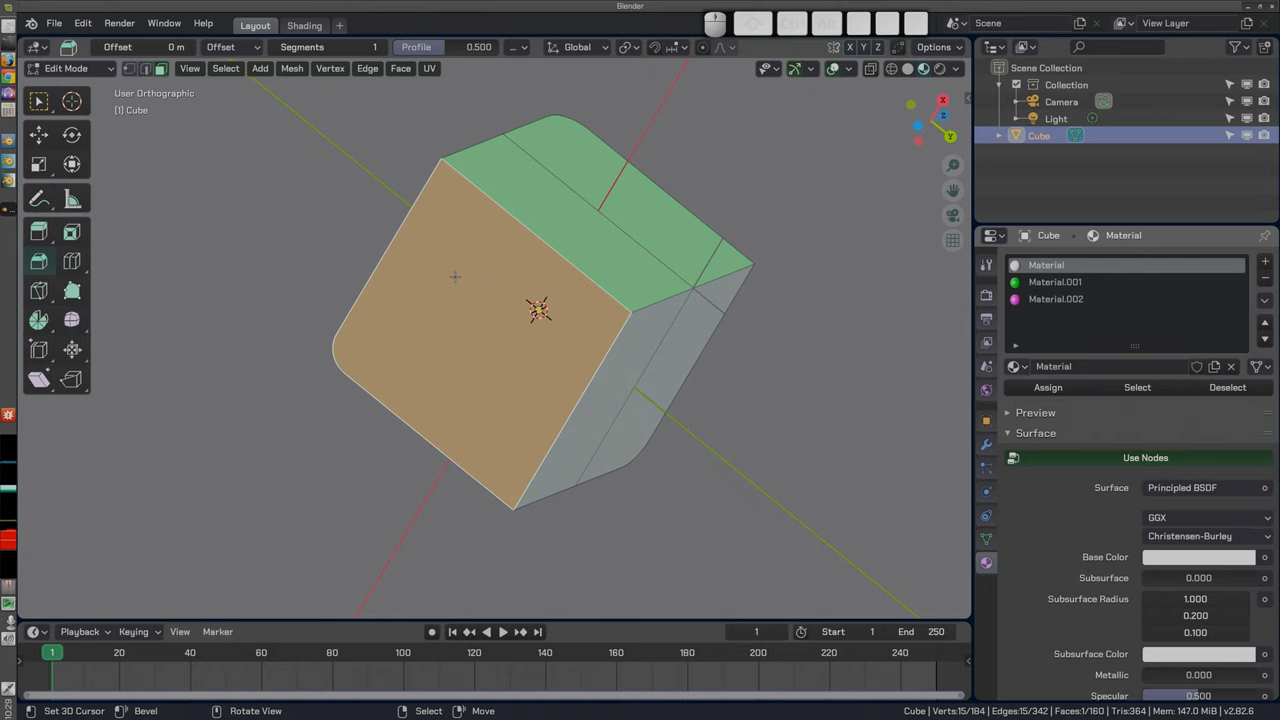 Blender
File Edit Render Window Help Layout Shading + Ctrl Alt Scene View Layer
Offset 0 m Offset Segments 1 Profile 0.500 Global X Y Z Options
Edit Mode View Select Add Mesh Vertex Edge Face UV
User Orthographic
(1) Cube
X
Z
Y
Scene Collection
Collection
Camera
Light
Cube
Cube Material
Material
Material.001
Material.002
Material
Assign Select Deselect
Preview
Surface
Use Nodes
Surface Principled BSDF
GGX
Christensen-Burley
Base Color
Subsurface 0.000
Subsurface Radius 1.000
0.200
0.100
Subsurface Color
Metallic 0.000
Specular 0.500
Playback Keying View Marker 1 Start 1 End 250
1 20 40 60 80 100 120 140 160 180 200 220 240
10:29
Set 3D Cursor Bevel Rotate View Select Move Cube | Verts:15/184 | Edges:15/342 | Faces:1/160 | Tris:364 | Mem: 147.0 MiB | v2.82.6